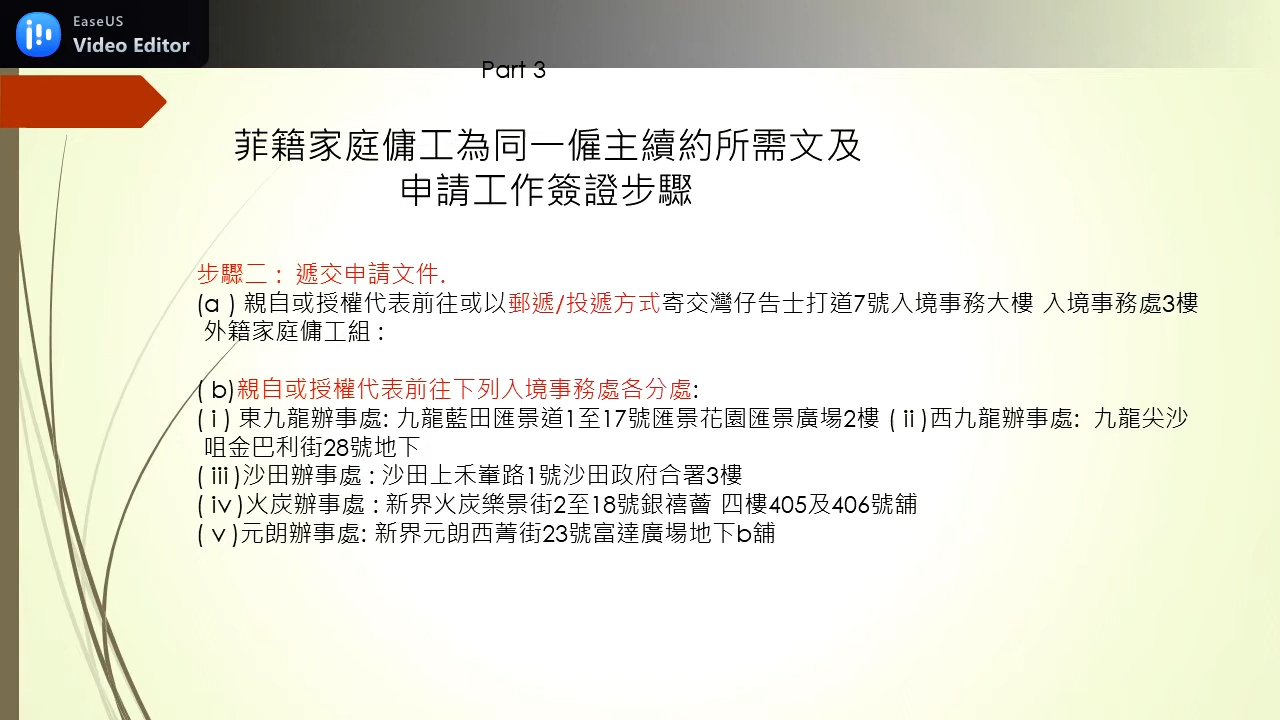 EaseUS
Video Editor
Part 3
菲籍家庭傭工為同一僱主續約所需文及
申請工作簽證步驟
步驟二 : 遞交申請文件.
(a ) 親自或授權代表前往或以郵遞/投遞方式寄交灣仔告士打道7號入境事務大樓 入境事務處3樓
外籍家庭傭工組 :
( b)親自或授權代表前往下列入境事務處各分處:
( i ) 東九龍辦事處: 九龍藍田匯景道1至17號匯景花園匯景廣場2樓 ( ii )西九龍辦事處: 九龍尖沙
咀金巴利街28號地下
( iii )沙田辦事處 : 沙田上禾輋路1號沙田政府合署3樓
( iv )火炭辦事處 : 新界火炭樂景街2至18號銀禧薈 四樓405及406號舖
( v )元朗辦事處: 新界元朗西菁街23號富達廣場地下b舖